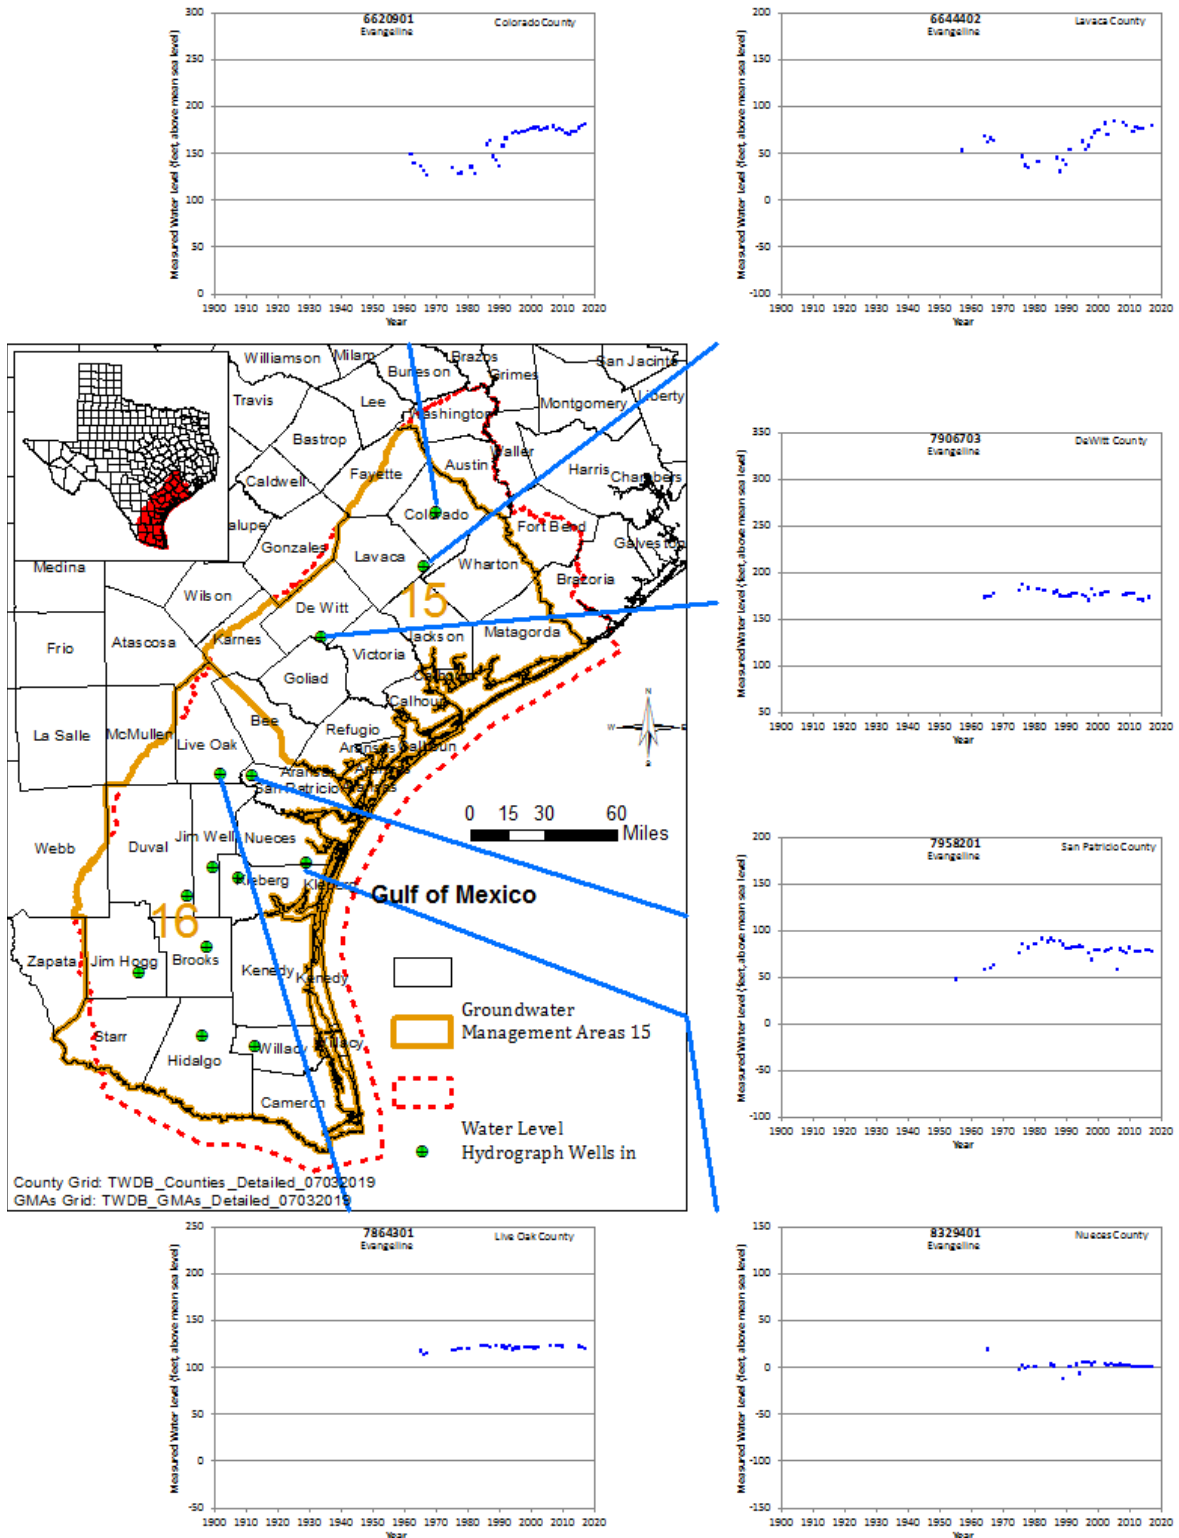 6620901
Evangeline
Colorado County
Measured Water Level (feet, above mean sea level)
300
250
200
150
100
50
0
1900 1910 1920 1930 1940 1950 1960 1970 1980 1990 2000 2010 2020
Year
6644402
Evangeline
Lavaca County
Measured Water Level (feet, above mean sea level)
200
150
100
50
0
-50
-100
1900 1910 1920 1930 1940 1950 1960 1970 1980 1990 2000 2010 2020
Year
Williamson
Milam
Brazos
Burleson
Grimes
San Jacinto
Travis
Lee
Washington
Montgomery
Liberty
Bastrop
Austin
Waller
Harris
Chambers
Caldwell
Fayette
Colorado
Fort Bend
alupe
Gonzales
Lavaca
Wharton
Galveston
Medina
Brazoria
Wilson
De Witt
15
Frio
Atascosa
Karnes
Jackson
Matagorda
Victoria
Goliad
Calhoun
Calhoun
La Salle
McMullen
Bee
Refugio
Live Oak
Aransas
Calhoun
Aransas
Aransas
San Patricio
Aransas
Webb
Duval
Jim Well
Nueces
Kleberg
Kleberg
Gulf of Mexico
0 15 30 60
Miles
N
W
E
S
16
Zapata
Jim Hogg
Brooks
Kenedy
Kenedy
Starr
Hidalgo
Willacy
Willacy
Cameron
Groundwater
Management Areas 15
Water Level
Hydrograph Wells in
County Grid: TWDB_Counties_Detailed_07032019
GMAs Grid: TWDB_GMAs_Detailed_07032019
7906703
Evangeline
DeWitt County
Measured Water Level (feet, above mean sea level)
350
300
250
200
150
100
50
1900 1910 1920 1930 1940 1950 1960 1970 1980 1990 2000 2010 2020
Year
7958201
Evangeline
San Patricio County
Measured Water Level (feet, above mean sea level)
200
150
100
50
0
-50
-100
1900 1910 1920 1930 1940 1950 1960 1970 1980 1990 2000 2010 2020
Year
7864301
Evangeline
Live Oak County
Measured Water Level (feet, above mean sea level)
250
200
150
100
50
0
-50
1900 1910 1920 1930 1940 1950 1960 1970 1980 1990 2000 2010 2020
Year
8329401
Evangeline
Nueces County
Measured Water Level (feet, above mean sea level)
150
100
50
0
-50
-100
-150
1900 1910 1920 1930 1940 1950 1960 1970 1980 1990 2000 2010 2020
Year